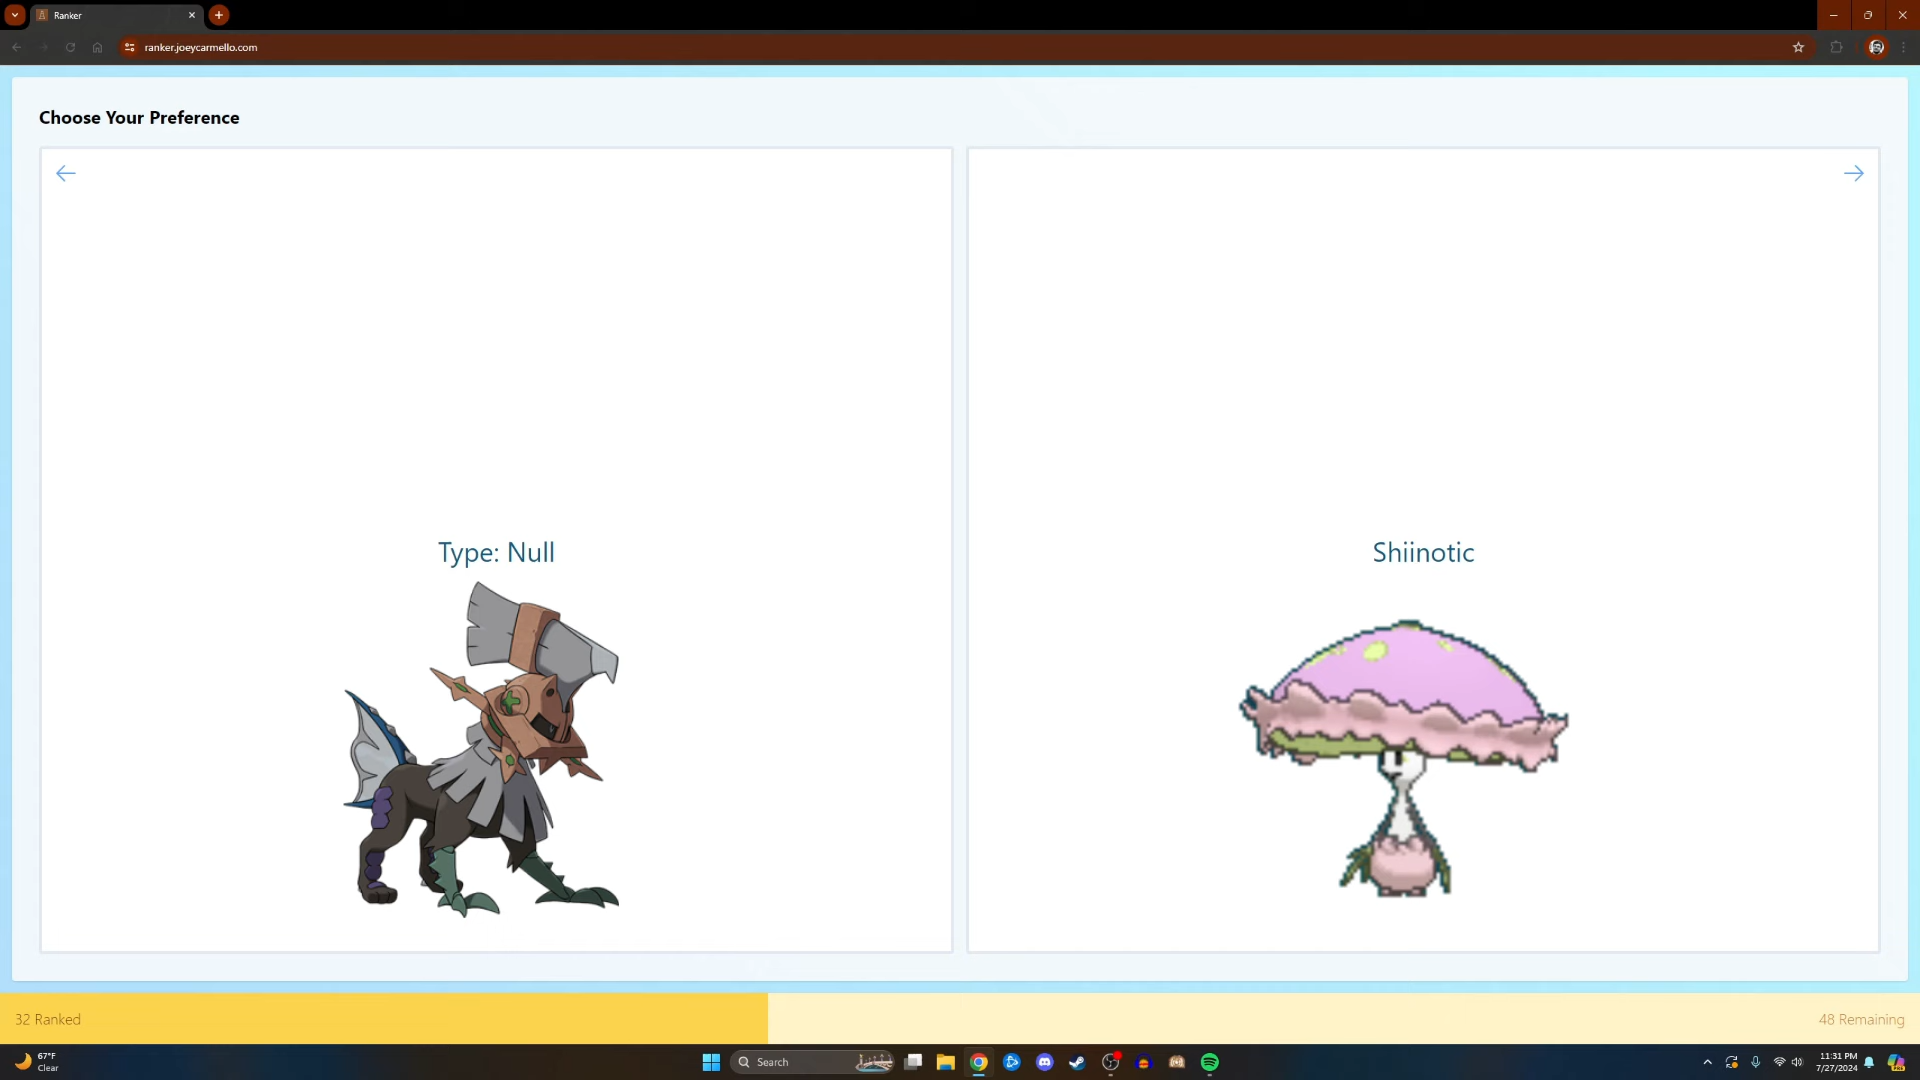 Ranker
ranker.joeycarmello.com
Choose Your Preference
Type: Null
Shiinotic
32 Ranked
48 Remaining
67°F
Clear
Search
11:31 PM
7/27/2024